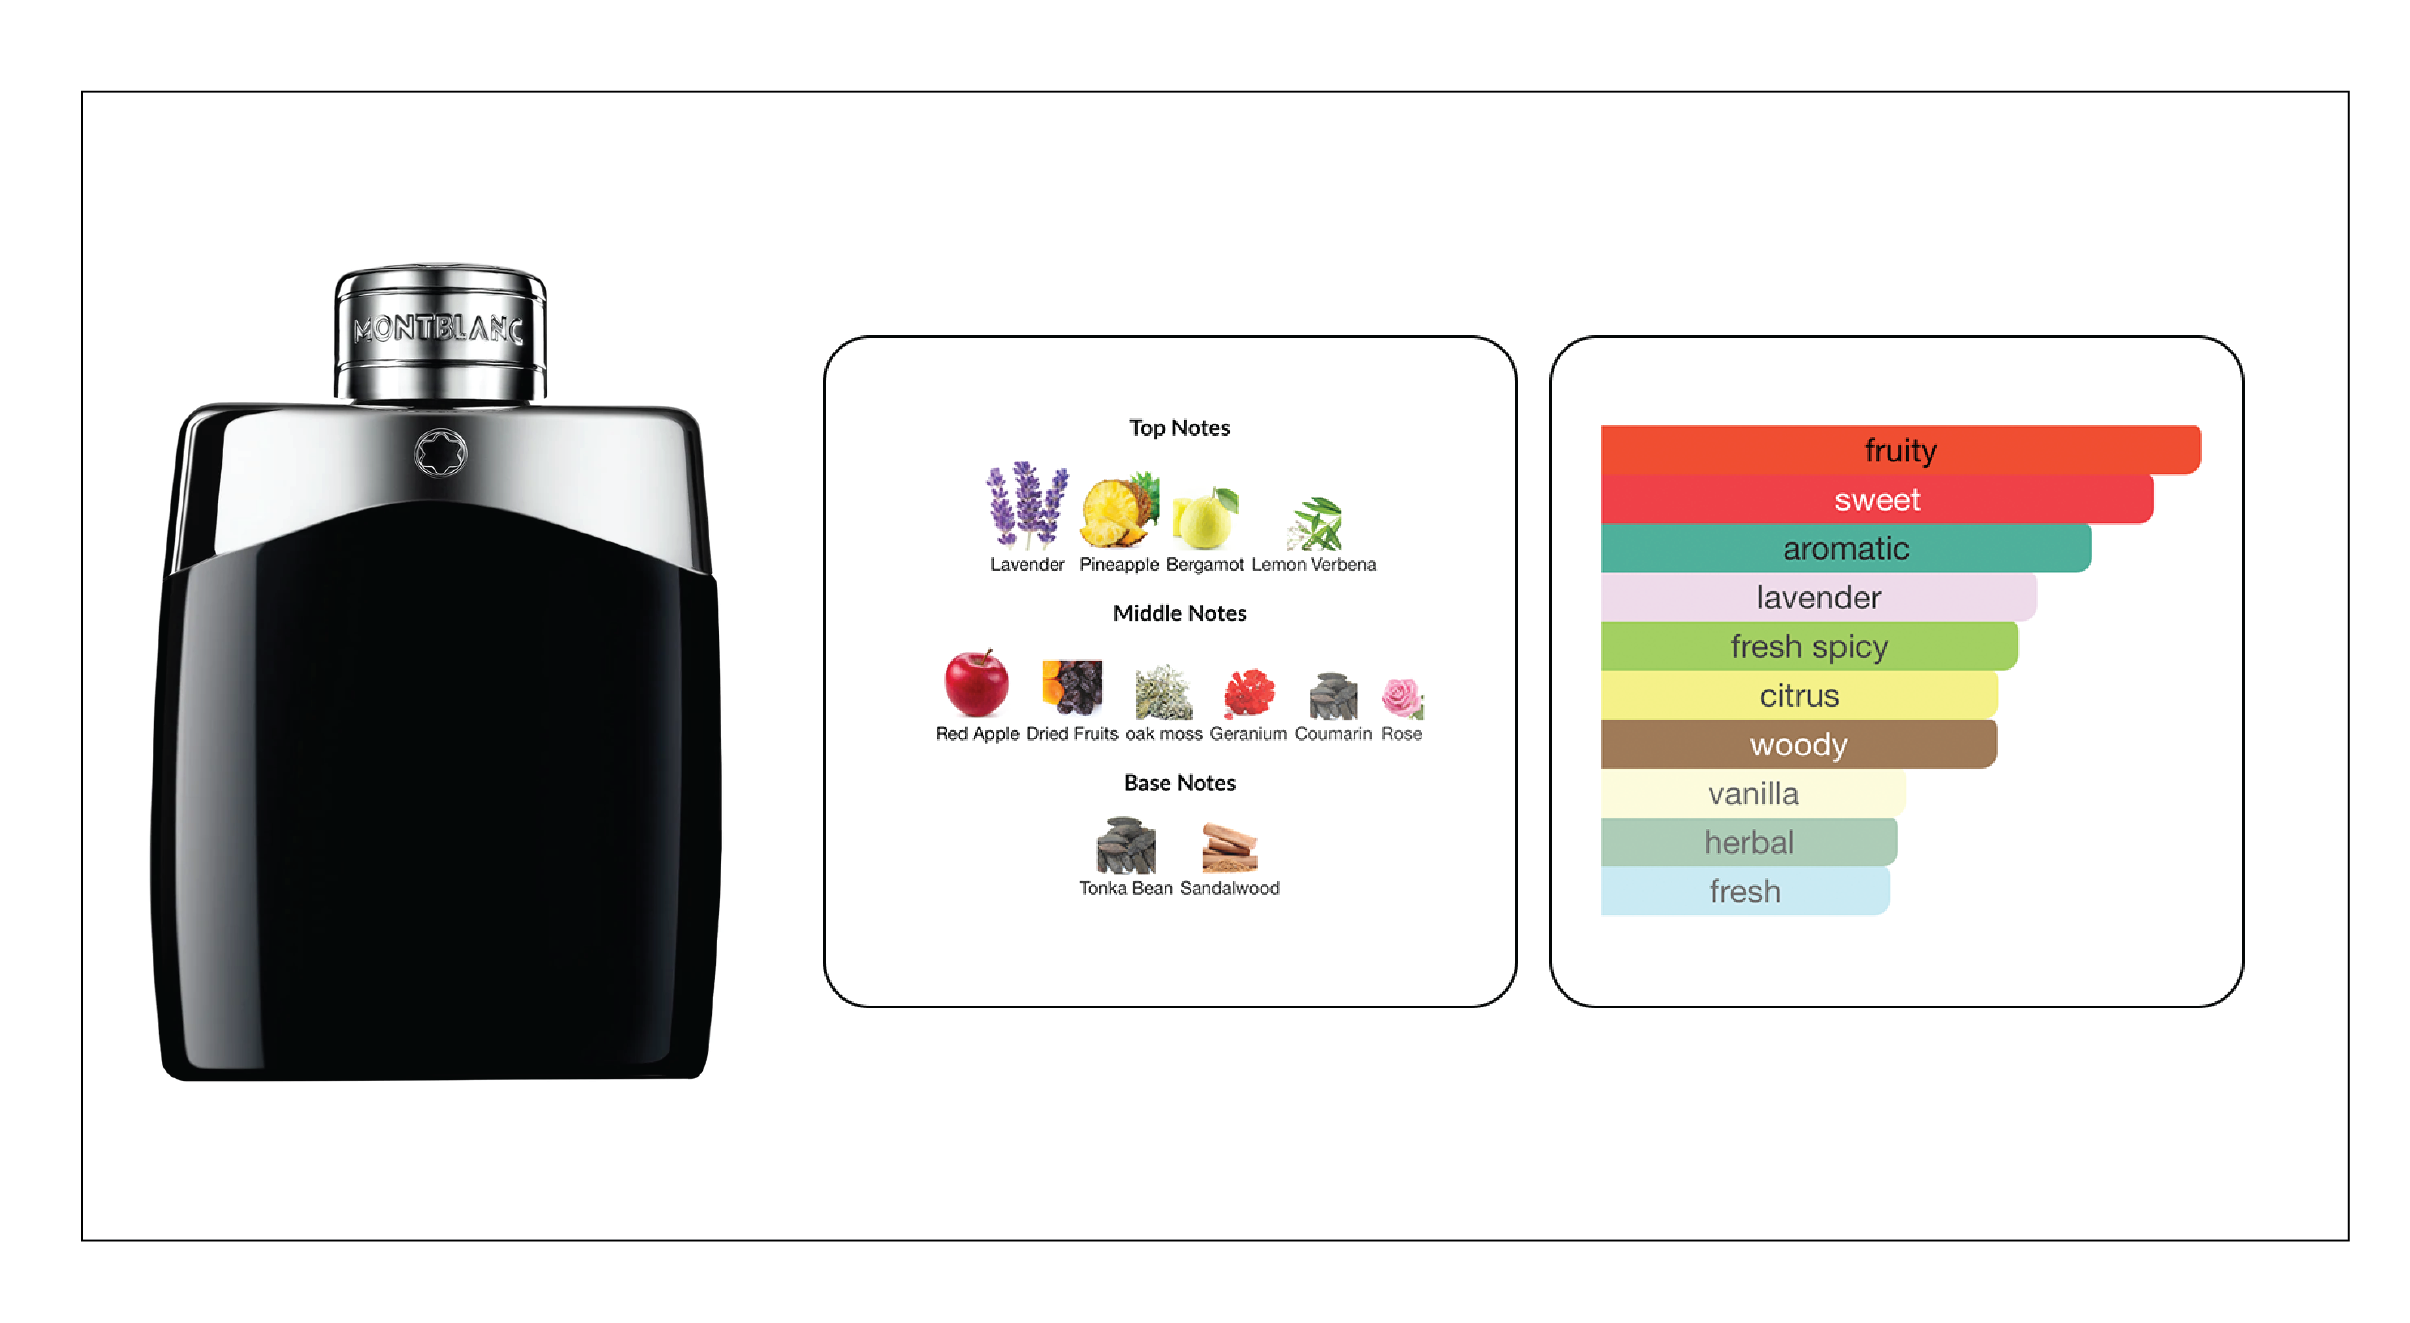 MONTBLANC
Top Notes
Lavender Pineapple Bergamot Lemon Verbena
Middle Notes
Red Apple Dried Fruits oak moss Geranium Coumarin Rose
Base Notes
Tonka Bean Sandalwood
fruity
sweet
aromatic
lavender
fresh spicy
citrus
woody
vanilla
herbal
fresh